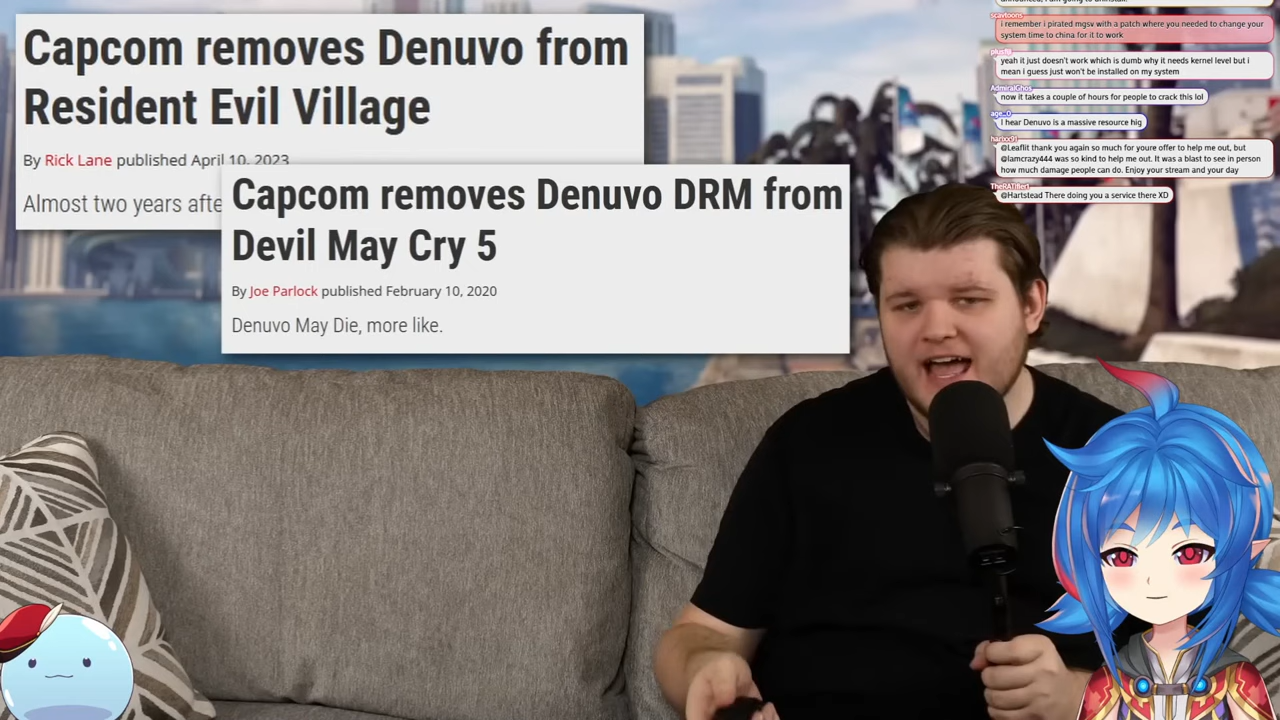 Capcom removes Denuvo from
Resident Evil Village
By Rick Lane published April 10, 2023
Almost two years afte
Capcom removes Denuvo DRM from
Devil May Cry 5
By Joe Parlock published February 10, 2020
Denuvo May Die, more like.
scavtoons
i remember i pirated mgsv with a patch where you needed to change your
system time to china for it to work
yeah it just doesn't work which is dumb why it needs kernel level but i
mean i guess just won't be installed on my system
now it takes a couple of hours for people to crack this lol
I hear Denuvo is a massive resource hig
harixx91
@Leaflit thank you again so much for youre offer to help me out, but
@Iamcrazy444 was so kind to help me out. It was a blast to see in person
how much damage people can do. Enjoy your stream and your day
@Hartstead There doing you a service there XD